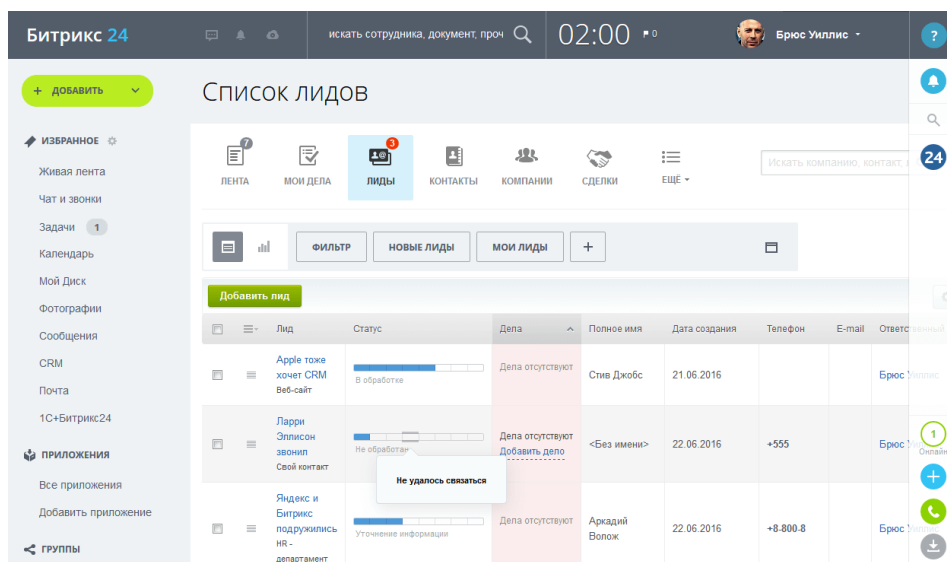 Битрикс 24
искать сотрудника, документ, проч
02:00
0
Брюс Уиллис
?
+ ДОБАВИТЬ
Список лидов
ИЗБРАННОЕ
Живая лента
Чат и звонки
Задачи 1
Календарь
Мой Диск
Фотографии
Сообщения
CRM
Почта
1С+Битрикс24
ПРИЛОЖЕНИЯ
Все приложения
Добавить приложение
ГРУППЫ
7
3
ЛЕНТА
МОИ ДЕЛА
ЛИДЫ
КОНТАКТЫ
КОМПАНИИ
СДЕЛКИ
ЕЩЁ
Искать компанию, контакт,
24
ФИЛЬТР
НОВЫЕ ЛИДЫ
МОИ ЛИДЫ
+
Добавить лид
Лид
Статус
Дела
Полное имя
Дата создания
Телефон
E-mail
Ответственный
Apple тоже
хочет CRM
Веб-сайт
В обработке
Дела отсутствуют
Стив Джобс
21.06.2016
Брюс Уиллис
Ларри
Эллисон
звонил
Свой контакт
Не обработан
Не удалось связаться
Дела отсутствуют
Добавить дело
<Без имени>
22.06.2016
+555
Брюс
Яндекс и
Битрикс
подружились
HR -
департамент
Уточнение информации
Дела отсутствуют
Аркадий
Волож
22.06.2016
+8-800-8
Брюс
1
Онлайн